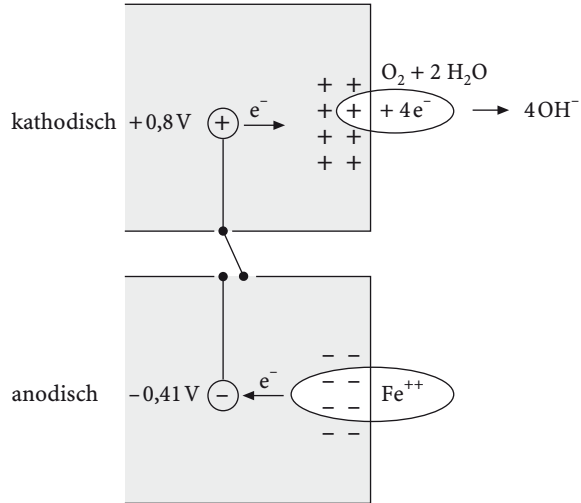 O₂ + 2 H₂O
kathodisch +0,8 V + e⁻ + + + 4e⁻ 4OH⁻
+ +
+ +
+ +
− −
anodisch −0,41 V − e⁻ − − Fe⁺⁺
− −
− −